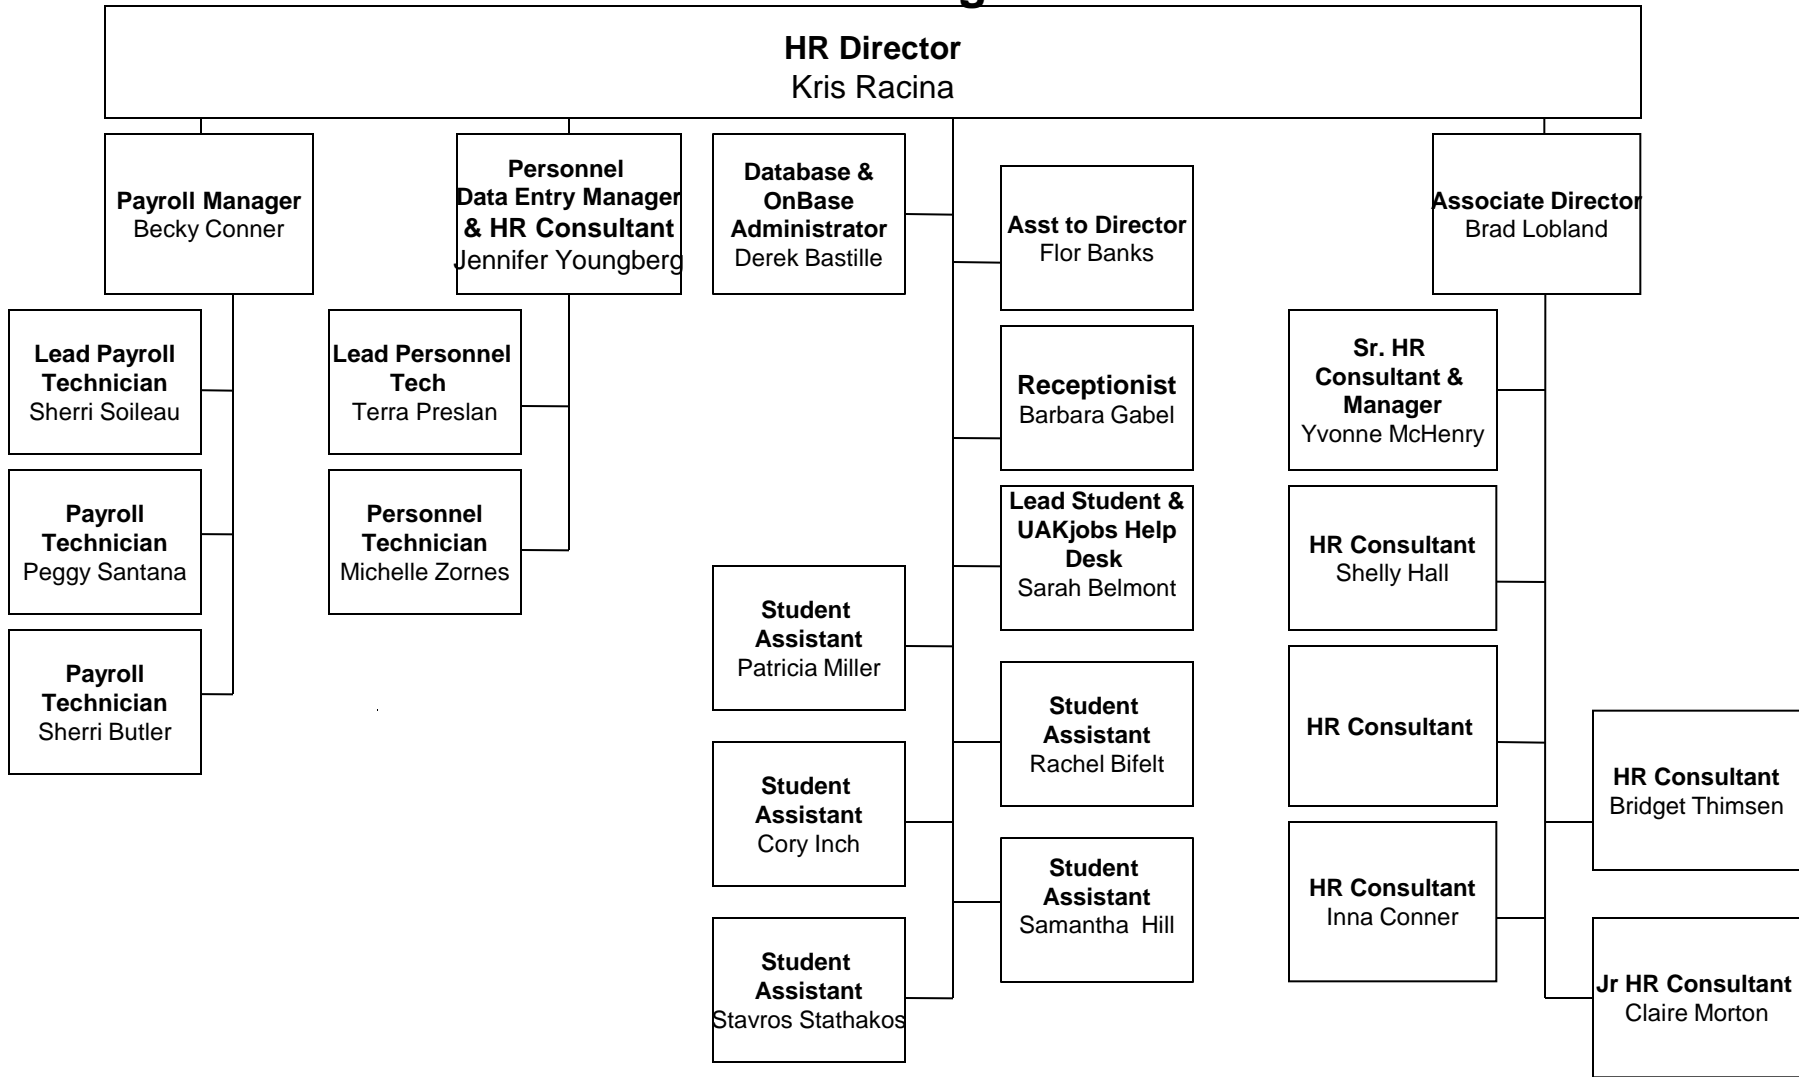 HR Director
Kris Racina
Payroll Manager
Becky Conner
Personnel
Data Entry Manager
& HR Consultant
Jennifer Youngberg
Database &
OnBase
Administrator
Derek Bastille
Asst to Director
Flor Banks
Associate Director
Brad Lobland
Lead Payroll
Technician
Sherri Soileau
Lead Personnel
Tech
Terra Preslan
Receptionist
Barbara Gabel
Sr. HR
Consultant &
Manager
Yvonne McHenry
Payroll
Technician
Peggy Santana
Personnel
Technician
Michelle Zornes
Lead Student &
UAKjobs Help
Desk
Sarah Belmont
HR Consultant
Shelly Hall
Student
Assistant
Patricia Miller
Payroll
Technician
Sherri Butler
Student
Assistant
Rachel Bifelt
HR Consultant
HR Consultant
Bridget Thimsen
Student
Assistant
Cory Inch
Student
Assistant
Samantha  Hill
HR Consultant
Inna Conner
Student
Assistant
Stavros Stathakos
Jr HR Consultant
Claire Morton